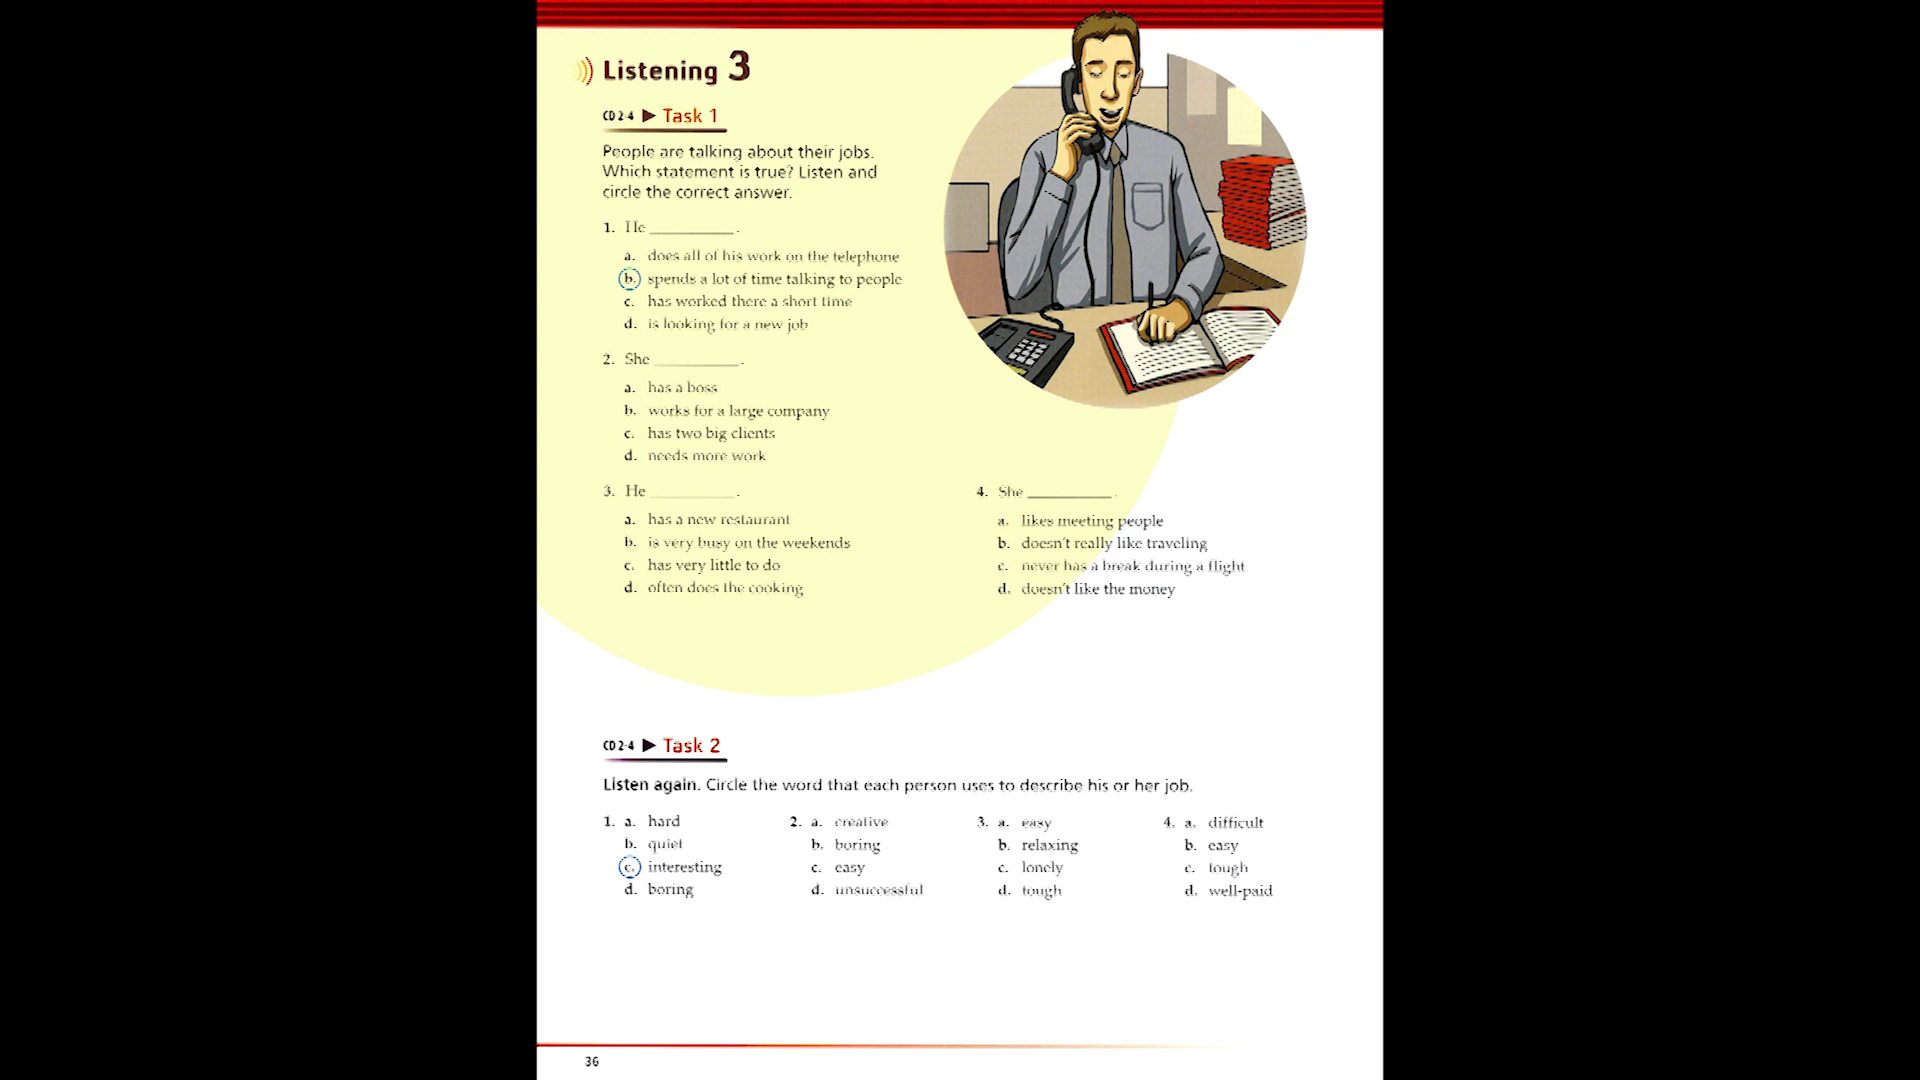 Listening 3
CD 2-4 ▶ Task 1
People are talking about their jobs.
Which statement is true? Listen and
circle the correct answer.
1. He __________.
a. does all of his work on the telephone
b. spends a lot of time talking to people
c. has worked there a short time
d. is looking for a new job
2. She __________.
a. has a boss
b. works for a large company
c. has two big clients
d. needs more work
3. He __________.
a. has a new restaurant
b. is very busy on the weekends
c. has very little to do
d. often does the cooking
4. She __________.
a. likes meeting people
b. doesn't really like traveling
c. never has a break during a flight
d. doesn't like the money
CD 2-4 ▶ Task 2
Listen again. Circle the word that each person uses to describe his or her job.
1. a. hard
b. quiet
c. interesting
d. boring
2. a. creative
b. boring
c. easy
d. unsuccessful
3. a. easy
b. relaxing
c. lonely
d. tough
4. a. difficult
b. easy
c. tough
d. well-paid
36